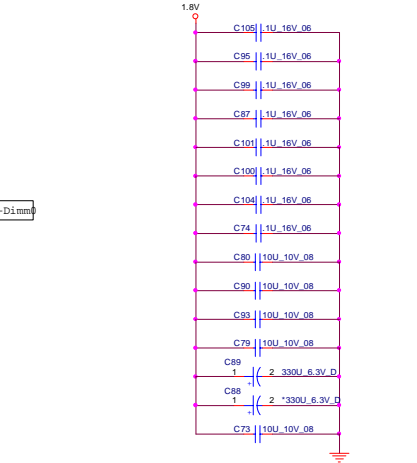 1.8V
C105 .1U_16V_06
C95 .1U_16V_06
C99 .1U_16V_06
C87 .1U_16V_06
C101 .1U_16V_06
C100 .1U_16V_06
C104 .1U_16V_06
-Dimm0
C74 .1U_16V_06
C80 10U_10V_08
C90 10U_10V_08
C93 10U_10V_08
C79 10U_10V_08
C89
1 2 330U_6.3V_D
+
C88
1 2 *330U_6.3V_D
+
C73 10U_10V_08